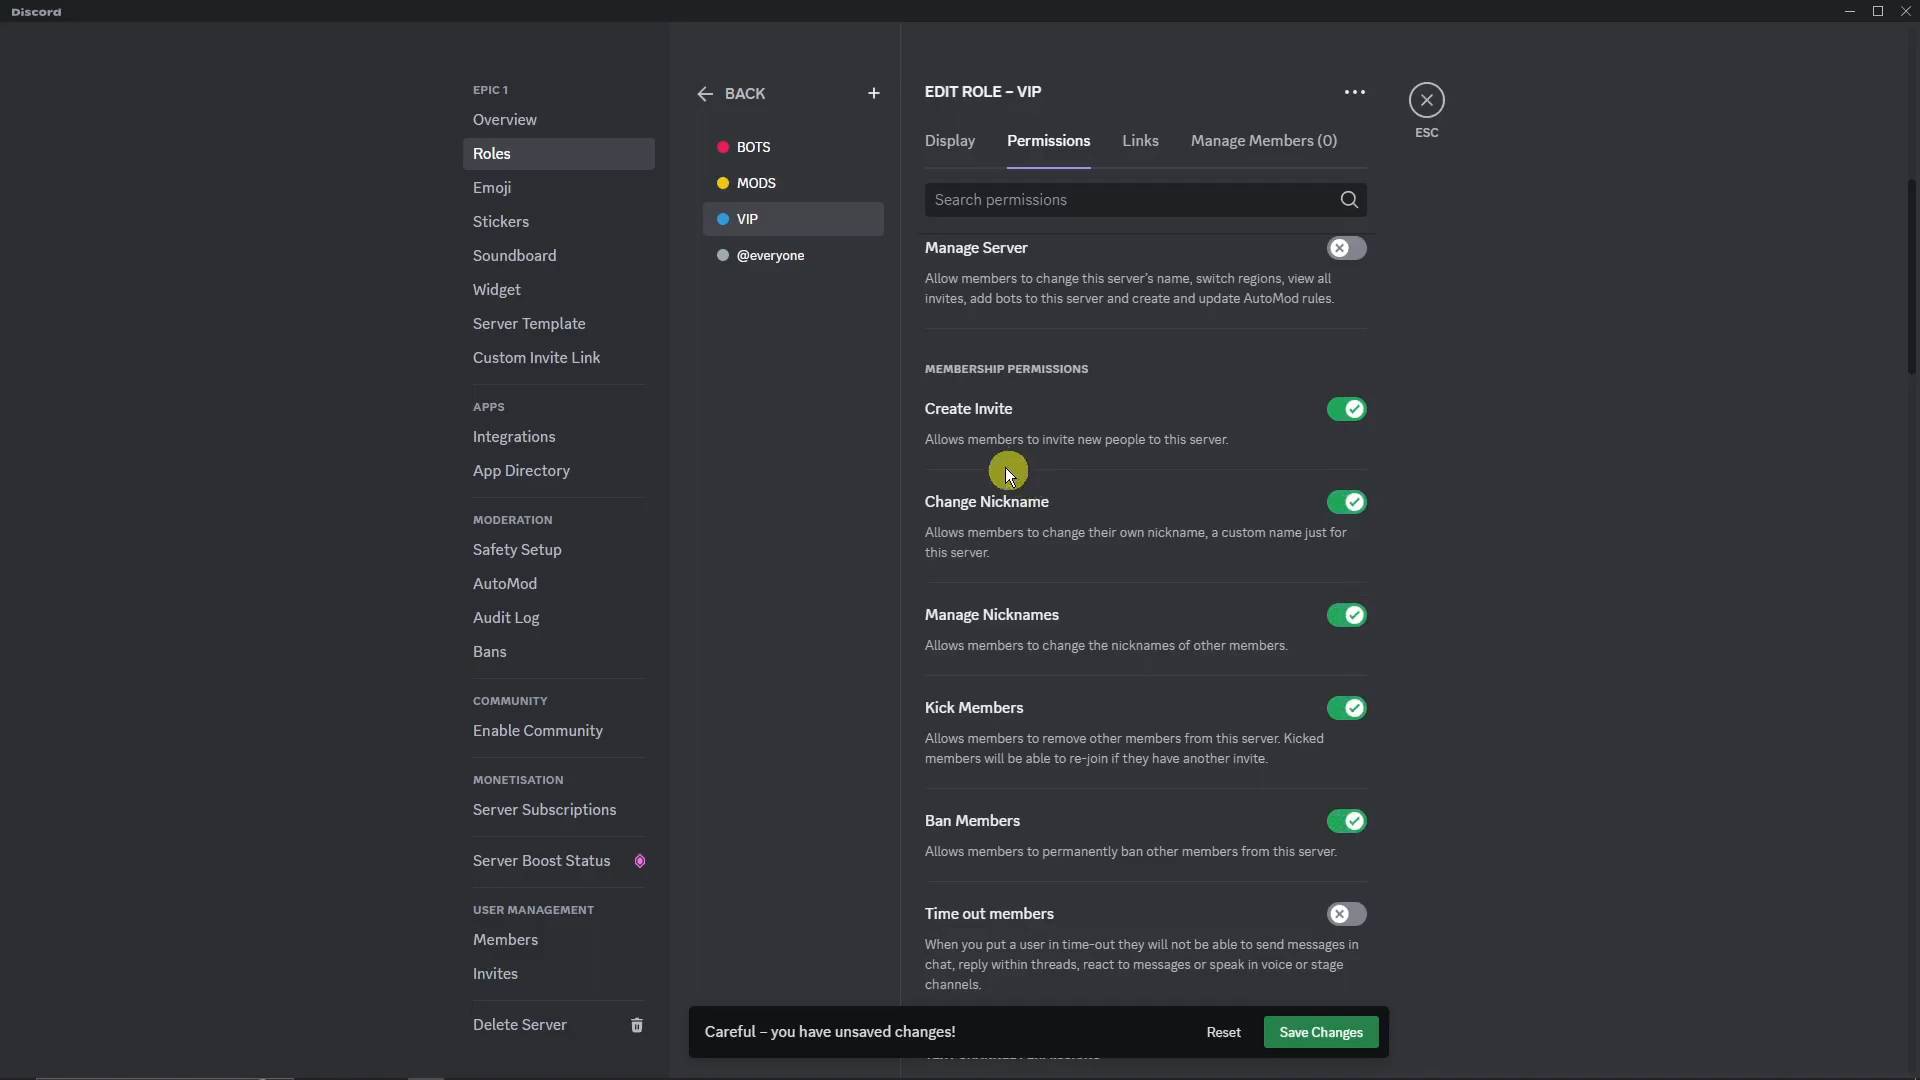 Discord
EPIC 1
Overview
Roles
Emoji
Stickers
Soundboard
Widget
Server Template
Custom Invite Link
APPS
Integrations
App Directory
MODERATION
Safety Setup
AutoMod
Audit Log
Bans
COMMUNITY
Enable Community
MONETISATION
Server Subscriptions
Server Boost Status
USER MANAGEMENT
Members
Invites
Delete Server
BACK
BOTS
MODS
VIP
@everyone
EDIT ROLE – VIP
Display Permissions Links Manage Members (0)
ESC
Search permissions
Manage Server
Allow members to change this server's name, switch regions, view all
invites, add bots to this server and create and update AutoMod rules.
MEMBERSHIP PERMISSIONS
Create Invite
Allows members to invite new people to this server.
Change Nickname
Allows members to change their own nickname, a custom name just for
this server.
Manage Nicknames
Allows members to change the nicknames of other members.
Kick Members
Allows members to remove other members from this server. Kicked
members will be able to re-join if they have another invite.
Ban Members
Allows members to permanently ban other members from this server.
Time out members
When you put a user in time-out they will not be able to send messages in
chat, reply within threads, react to messages or speak in voice or stage
channels.
Careful – you have unsaved changes!
Reset
Save Changes